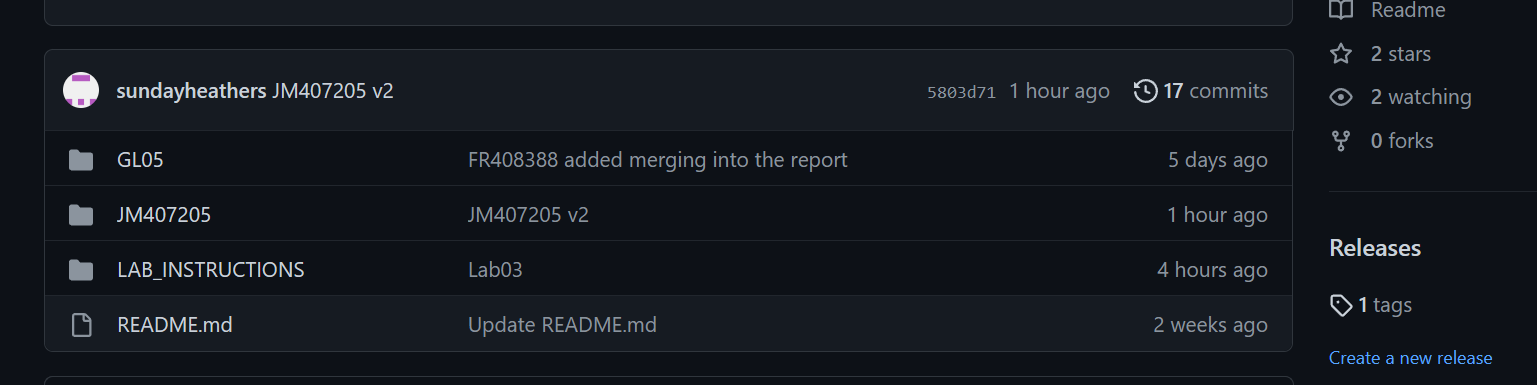 Readme
sundayheathers JM407205 v2 5803d71 1 hour ago 17 commits
2 stars
2 watching
0 forks
GL05 FR408388 added merging into the report 5 days ago
JM407205 JM407205 v2 1 hour ago
LAB_INSTRUCTIONS Lab03 4 hours ago
README.md Update README.md 2 weeks ago
Releases
1 tags
Create a new release